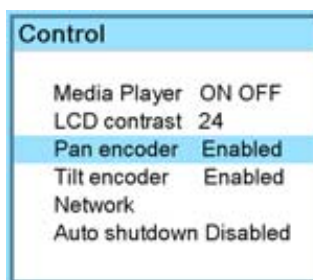 Control
Media Player ON OFF
LCD contrast 24
Pan encoder Enabled
Tilt encoder Enabled
Network
Auto shutdown Disabled